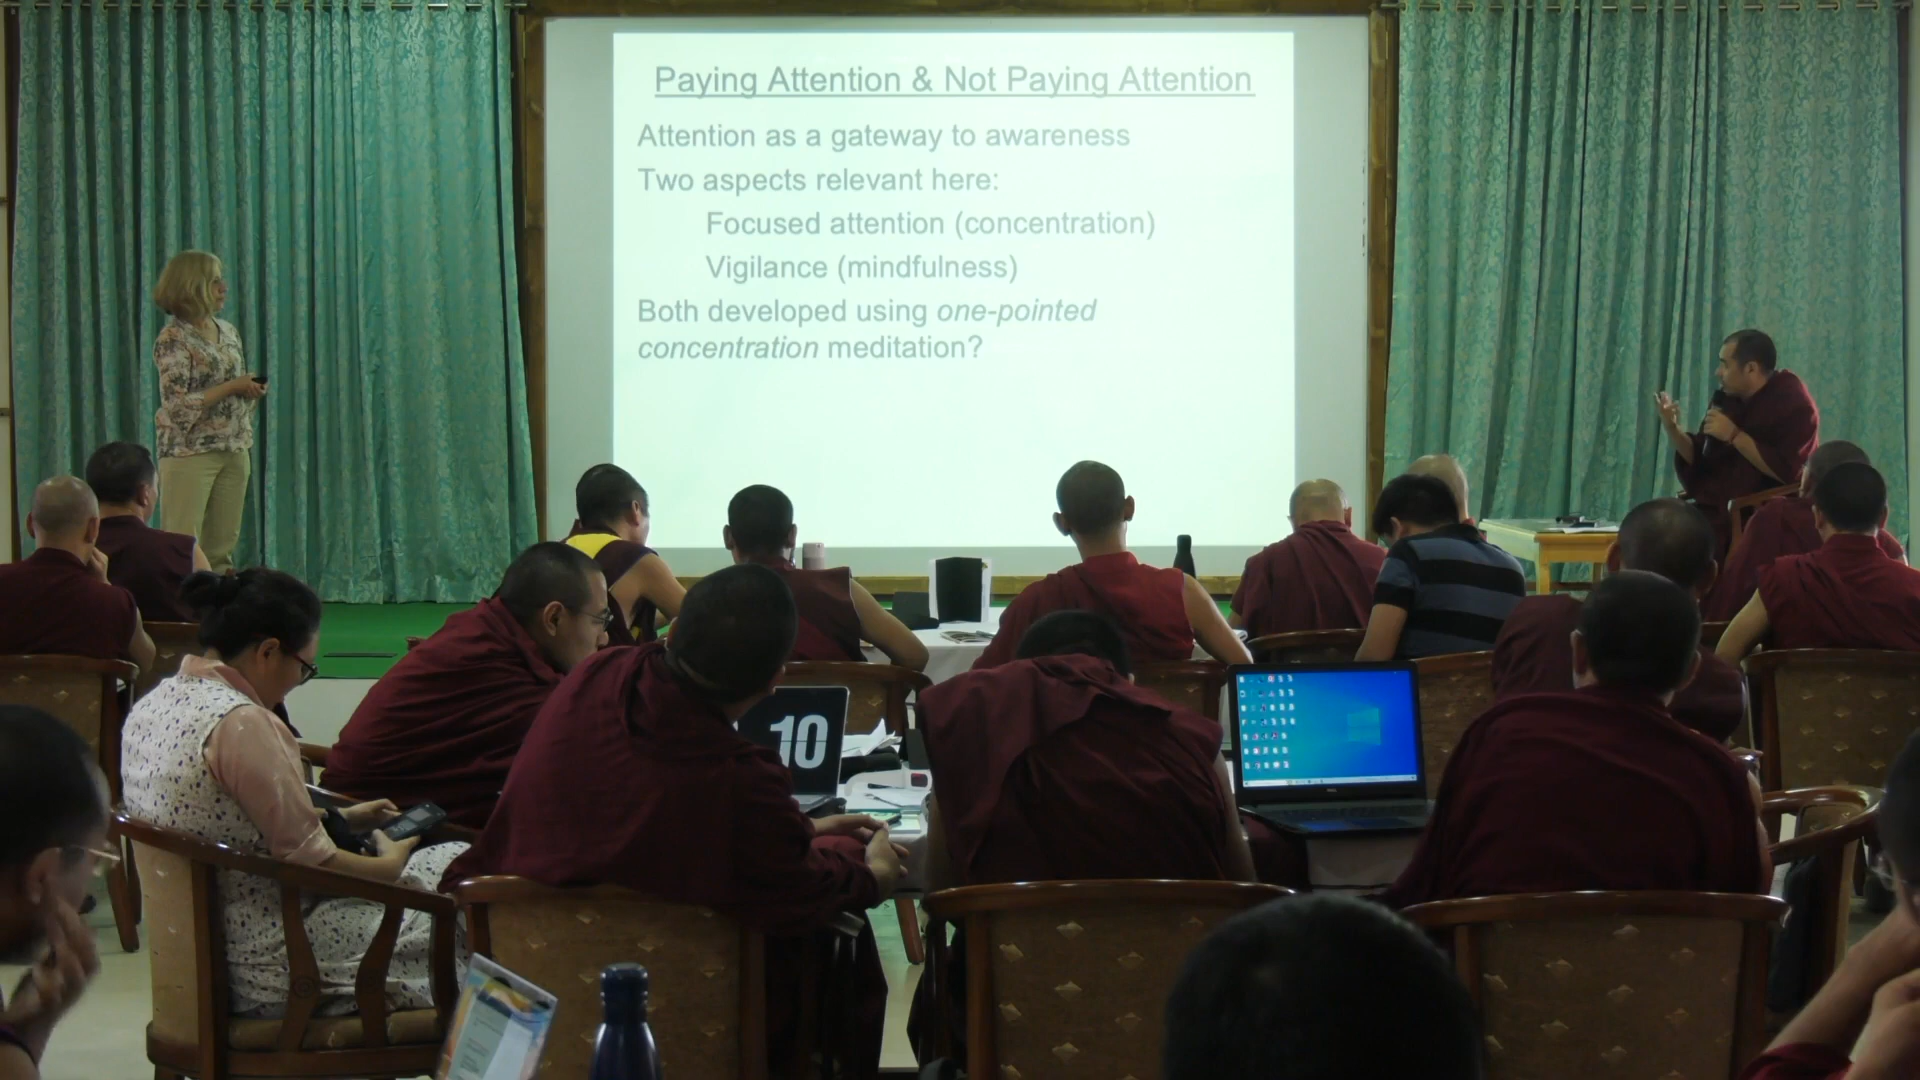 Paying Attention & Not Paying Attention
Attention as a gateway to awareness
Two aspects relevant here:
Focused attention (concentration)
Vigilance (mindfulness)
Both developed using one-pointed
concentration meditation?
10
DELL